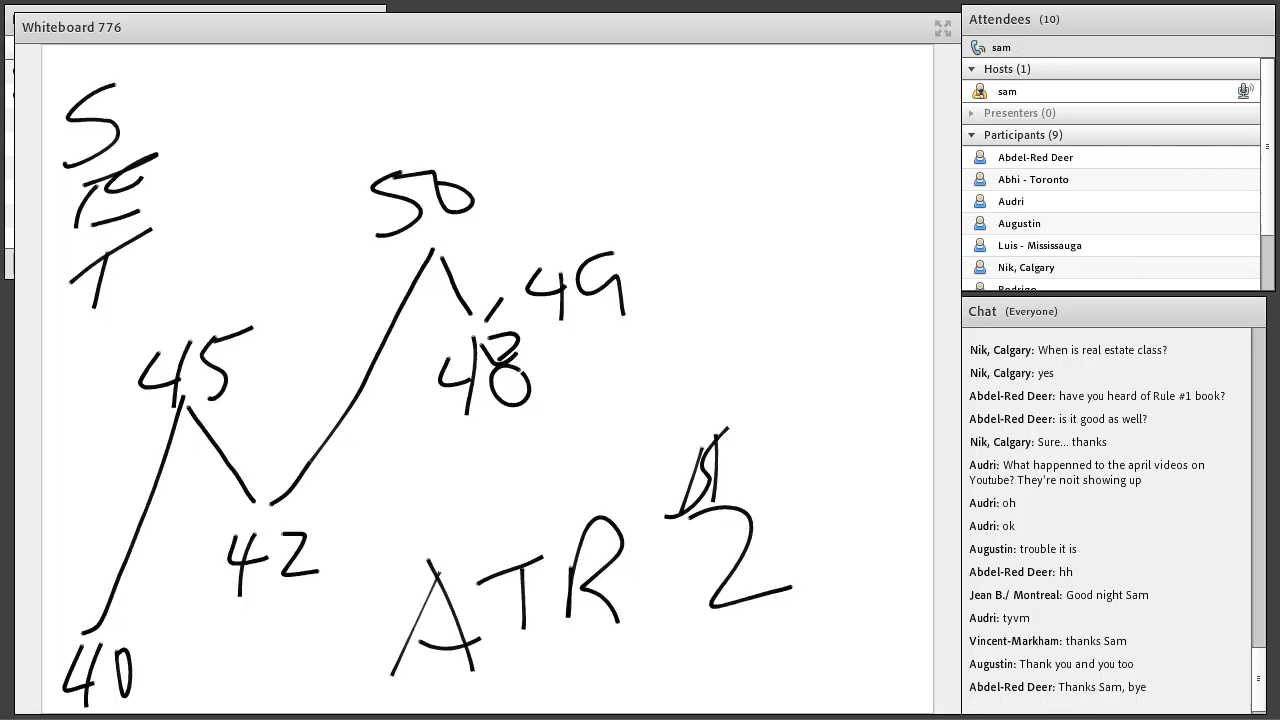 Whiteboard 776
S
E
T
50
49
48
45
42
40
ATR 2
Attendees (10)
sam
Hosts (1)
sam
Presenters (0)
Participants (9)
Abdel-Red Deer
Abhi - Toronto
Audri
Augustin
Luis - Mississauga
Nik, Calgary
Rodrigo
Chat (Everyone)
Nik, Calgary: When is real estate class?
Nik, Calgary: yes
Abdel-Red Deer: have you heard of Rule #1 book?
Abdel-Red Deer: is it good as well?
Nik, Calgary: Sure... thanks
Audri: What happenned to the april videos on
Youtube? They're noit showing up
Audri: oh
Audri: ok
Augustin: trouble it is
Abdel-Red Deer: hh
Jean B./ Montreal: Good night Sam
Audri: tyvm
Vincent-Markham: thanks Sam
Augustin: Thank you and you too
Abdel-Red Deer: Thanks Sam, bye